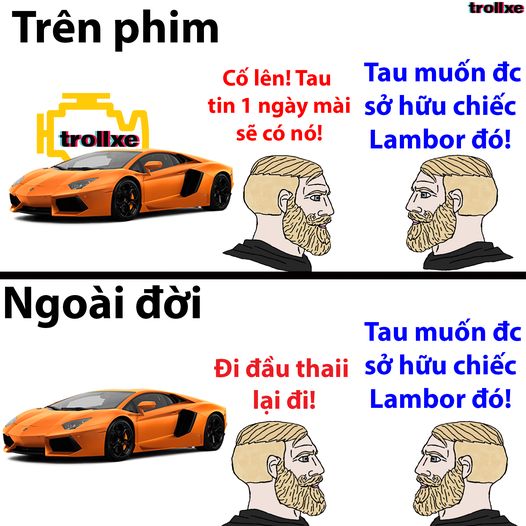 trollxe
Trên phim
Cố lên! Tau
tin 1 ngày mài
sẽ có nó!
Tau muốn đc
sở hữu chiếc
Lambor đó!
trollxe
Ngoài đời
Đi đầu thaii
lại đi!
Tau muốn đc
sở hữu chiếc
Lambor đó!